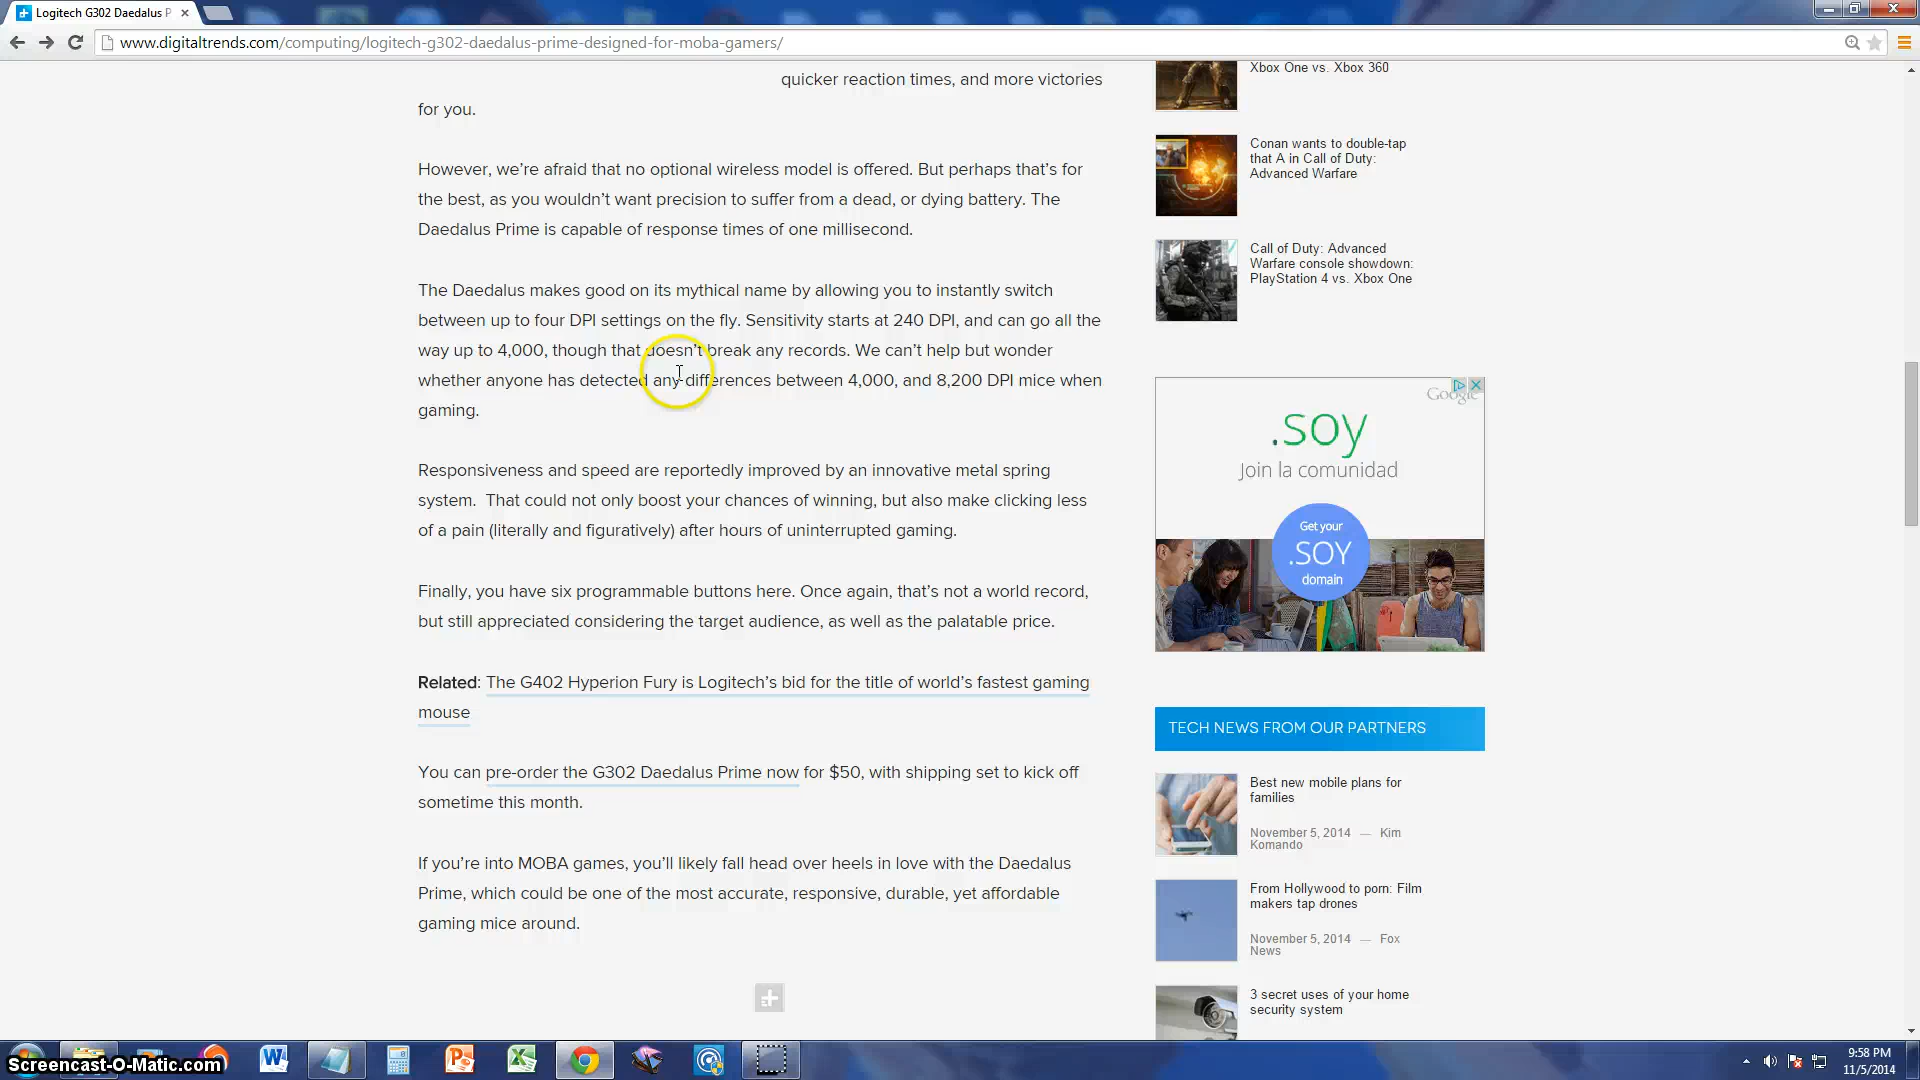 Logitech G302 Daedalus P
www.digitaltrends.com/computing/logitech-g302-daedalus-prime-designed-for-moba-gamers/
quicker reaction times, and more victories
for you.
However, we're afraid that no optional wireless model is offered. But perhaps that's for
the best, as you wouldn't want precision to suffer from a dead, or dying battery. The
Daedalus Prime is capable of response times of one millisecond.
The Daedalus makes good on its mythical name by allowing you to instantly switch
between up to four DPI settings on the fly. Sensitivity starts at 240 DPI, and can go all the
way up to 4,000, though that doesn't break any records. We can't help but wonder
whether anyone has detected any differences between 4,000, and 8,200 DPI mice when
gaming.
Responsiveness and speed are reportedly improved by an innovative metal spring
system.  That could not only boost your chances of winning, but also make clicking less
of a pain (literally and figuratively) after hours of uninterrupted gaming.
Finally, you have six programmable buttons here. Once again, that's not a world record,
but still appreciated considering the target audience, as well as the palatable price.
Related: The G402 Hyperion Fury is Logitech's bid for the title of world's fastest gaming
mouse
You can pre-order the G302 Daedalus Prime now for $50, with shipping set to kick off
sometime this month.
If you're into MOBA games, you'll likely fall head over heels in love with the Daedalus
Prime, which could be one of the most accurate, responsive, durable, yet affordable
gaming mice around.
Xbox One vs. Xbox 360
Conan wants to double-tap
that A in Call of Duty:
Advanced Warfare
Call of Duty: Advanced
Warfare console showdown:
PlayStation 4 vs. Xbox One
Google
.soy
Join la comunidad
Get your
.SOY
domain
TECH NEWS FROM OUR PARTNERS
Best new mobile plans for
families
November 5, 2014 — Kim
Komando
From Hollywood to porn: Film
makers tap drones
November 5, 2014 — Fox
News
3 secret uses of your home
security system
Screencast-O-Matic.com
9:58 PM
11/5/2014